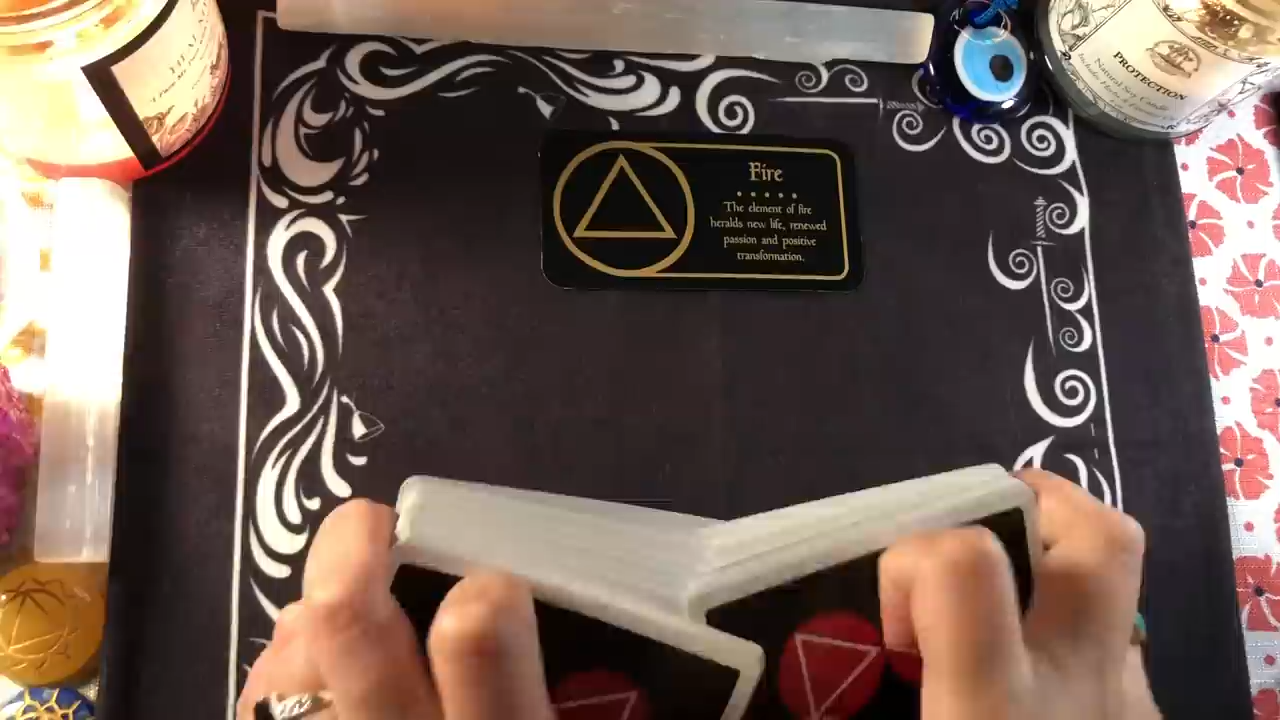 Fire
The element of fire
heralds new life, renewed
passion and positive
transformation.
PROTECTION
Natural Soy Candle